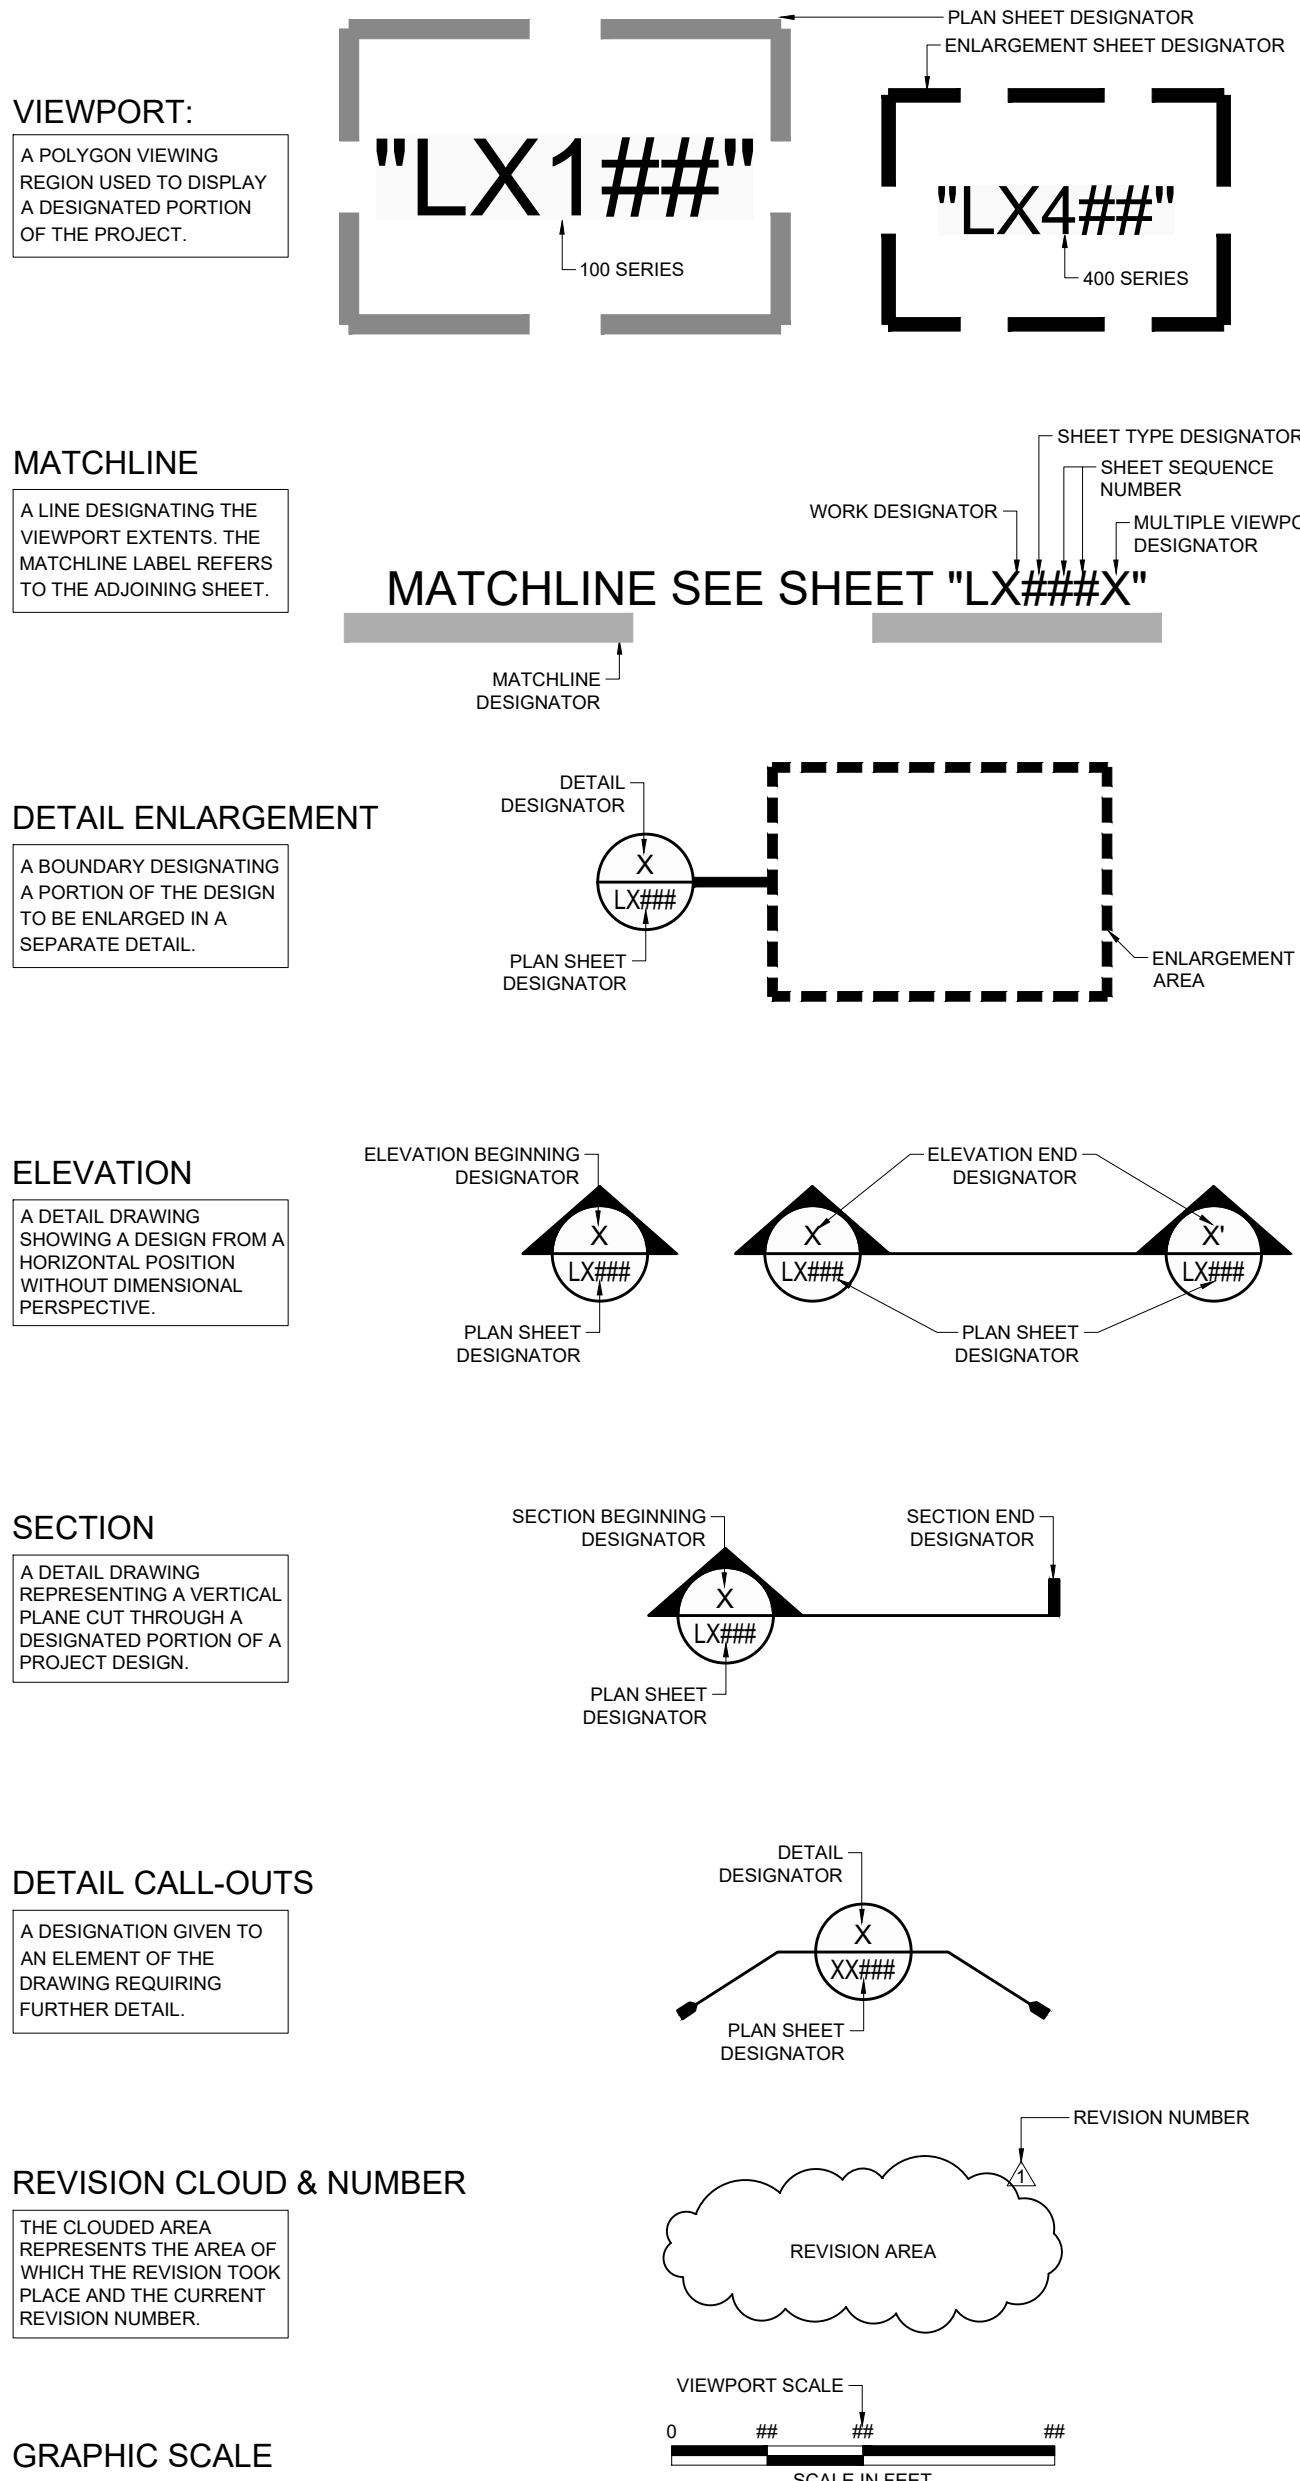 PLAN SHEET DESIGNATOR
ENLARGEMENT SHEET DESIGNATOR
VIEWPORT:
A POLYGON VIEWING
REGION USED TO DISPLAY
A DESIGNATED PORTION
OF THE PROJECT.
"LX1##"
100 SERIES
"LX4##"
400 SERIES
MATCHLINE
A LINE DESIGNATING THE
VIEWPORT EXTENTS. THE
MATCHLINE LABEL REFERS
TO THE ADJOINING SHEET.
SHEET TYPE DESIGNATOR
SHEET SEQUENCE
NUMBER
WORK DESIGNATOR
MULTIPLE VIEWPO
DESIGNATOR
MATCHLINE SEE SHEET "LX###X"
MATCHLINE
DESIGNATOR
DETAIL ENLARGEMENT
A BOUNDARY DESIGNATING
A PORTION OF THE DESIGN
TO BE ENLARGED IN A
SEPARATE DETAIL.
DETAIL
DESIGNATOR
X
LX###
PLAN SHEET
DESIGNATOR
ENLARGEMENT
AREA
ELEVATION
A DETAIL DRAWING
SHOWING A DESIGN FROM A
HORIZONTAL POSITION
WITHOUT DIMENSIONAL
PERSPECTIVE.
ELEVATION BEGINNING
DESIGNATOR
X
LX###
PLAN SHEET
DESIGNATOR
ELEVATION END
DESIGNATOR
X
LX###
X'
LX###
PLAN SHEET
DESIGNATOR
SECTION
A DETAIL DRAWING
REPRESENTING A VERTICAL
PLANE CUT THROUGH A
DESIGNATED PORTION OF A
PROJECT DESIGN.
SECTION BEGINNING
DESIGNATOR
SECTION END
DESIGNATOR
X
LX###
PLAN SHEET
DESIGNATOR
DETAIL CALL-OUTS
A DESIGNATION GIVEN TO
AN ELEMENT OF THE
DRAWING REQUIRING
FURTHER DETAIL.
DETAIL
DESIGNATOR
X
XX###
PLAN SHEET
DESIGNATOR
REVISION CLOUD & NUMBER
THE CLOUDED AREA
REPRESENTS THE AREA OF
WHICH THE REVISION TOOK
PLACE AND THE CURRENT
REVISION NUMBER.
REVISION NUMBER
1
REVISION AREA
GRAPHIC SCALE
VIEWPORT SCALE
0 ## ## ##
SCALE IN FEET